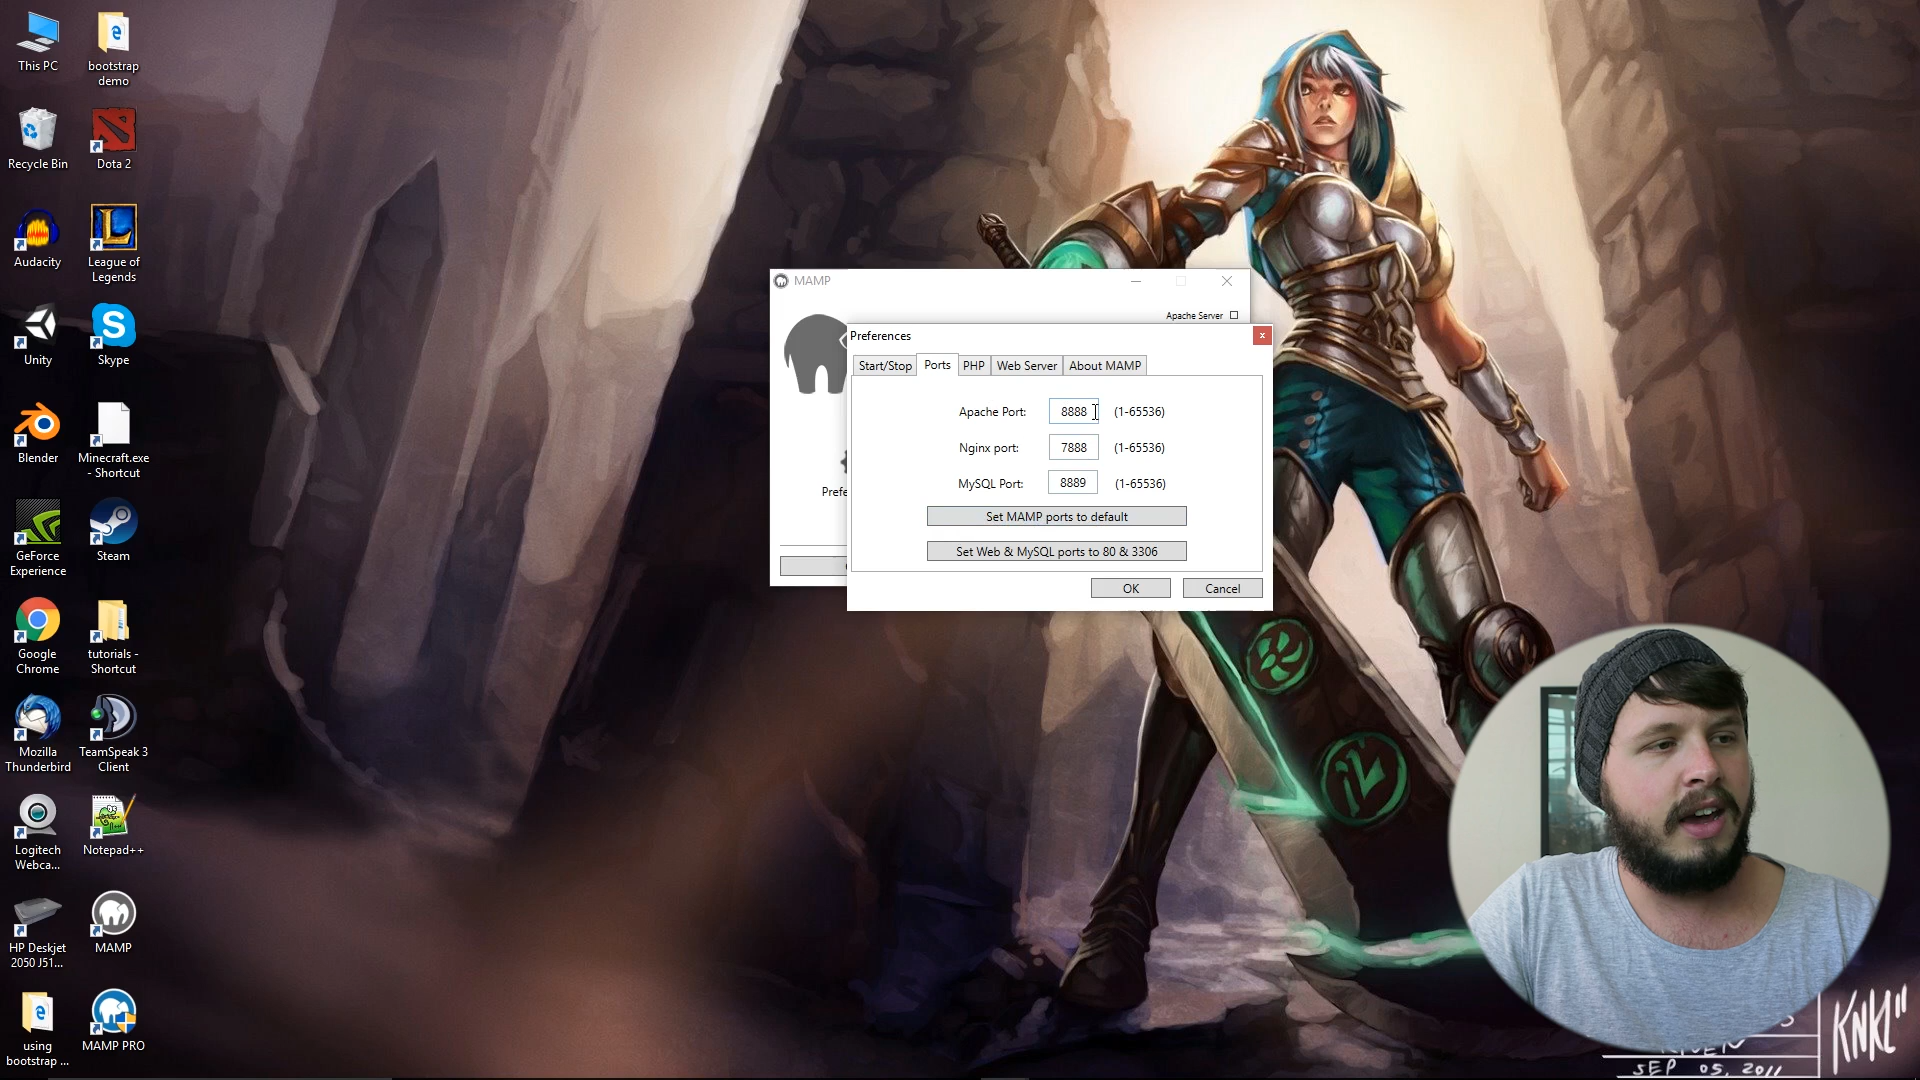 This PC
bootstrap
demo
Recycle Bin
Dota 2
Audacity
League of
Legends
Unity
Skype
Blender
Minecraft.exe
- Shortcut
GeForce
Experience
Steam
Google
Chrome
tutorials -
Shortcut
Mozilla
Thunderbird
TeamSpeak 3
Client
Logitech
Webca...
Notepad++
HP Deskjet
2050 J51...
MAMP
using
bootstrap ...
MAMP PRO
MAMP
Apache Server
Prefe
Preferences
Start/Stop
Ports
PHP
Web Server
About MAMP
Apache Port:
8888
(1-65536)
Nginx port:
7888
(1-65536)
MySQL Port:
8889
(1-65536)
Set MAMP ports to default
Set Web & MySQL ports to 80 & 3306
OK
Cancel
KNKL"
SEP 05, 2011